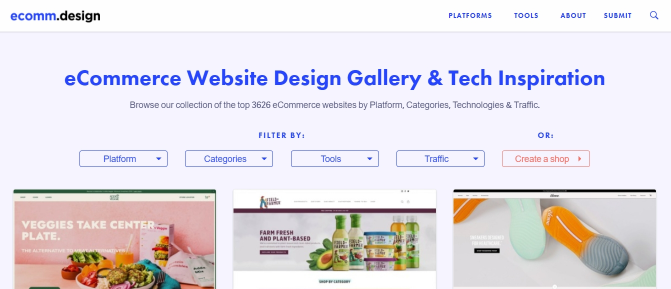 ecomm.design
PLATFORMS TOOLS ABOUT SUBMIT
eCommerce Website Design Gallery & Tech Inspiration
Browse our collection of the top 3626 eCommerce websites by Platform, Categories, Technologies & Traffic.
FILTER BY: OR:
Platform Categories Tools Traffic Create a shop
VEGGIES TAKE CENTER
PLATE.
FARM FRESH
AND PLANT-BASED
SHOP BY CATEGORY